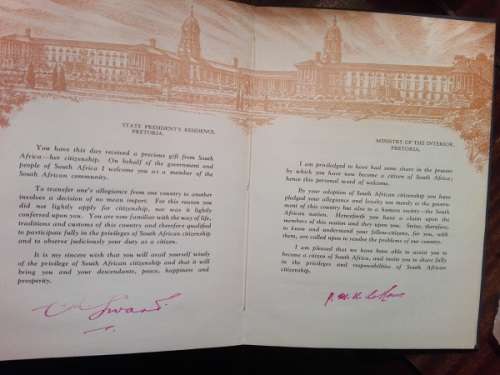 STATE PRESIDENT'S RESIDENCE,
PRETORIA.
You have this day received a precious gift from South
Africa—her citizenship. On behalf of the government and
people of South Africa I welcome you as a member of the
South African community.
To transfer one's allegiance from one country to another
involves a decision of no mean import. For this reason you
did not lightly apply for citizenship, nor was it lightly
conferred upon you. You are now familiar with the way of life,
traditions and customs of this country and therefore qualified
to participate fully in the privileges of South African citizenship
and to observe judiciously your duty as a citizen.
It is my sincere wish that you will avail yourself wisely
of the privilege of South African citizenship and that it will
bring you and your descendants, peace, happiness and
prosperity.
MINISTRY OF THE INTERIOR,
PRETORIA.
I am privileged to have had some share in the process
by which you have now become a citizen of South Africa;
hence this personal word of welcome.
By your adoption of South African citizenship you have
pledged your allegiance and loyalty not merely to the govern-
ment of this country but also to a human society—the South
African nation. Henceforth you have a claim upon the
members of this nation and they upon you. Strive, therefore,
to know and understand your fellow-citizens, for you, with
them, are called upon to resolve the problems of our country.
I am pleased that we have been able to assist you to
become a citizen of South Africa, and invite you to share fully
in the privileges and responsibilities of South African
citizenship.